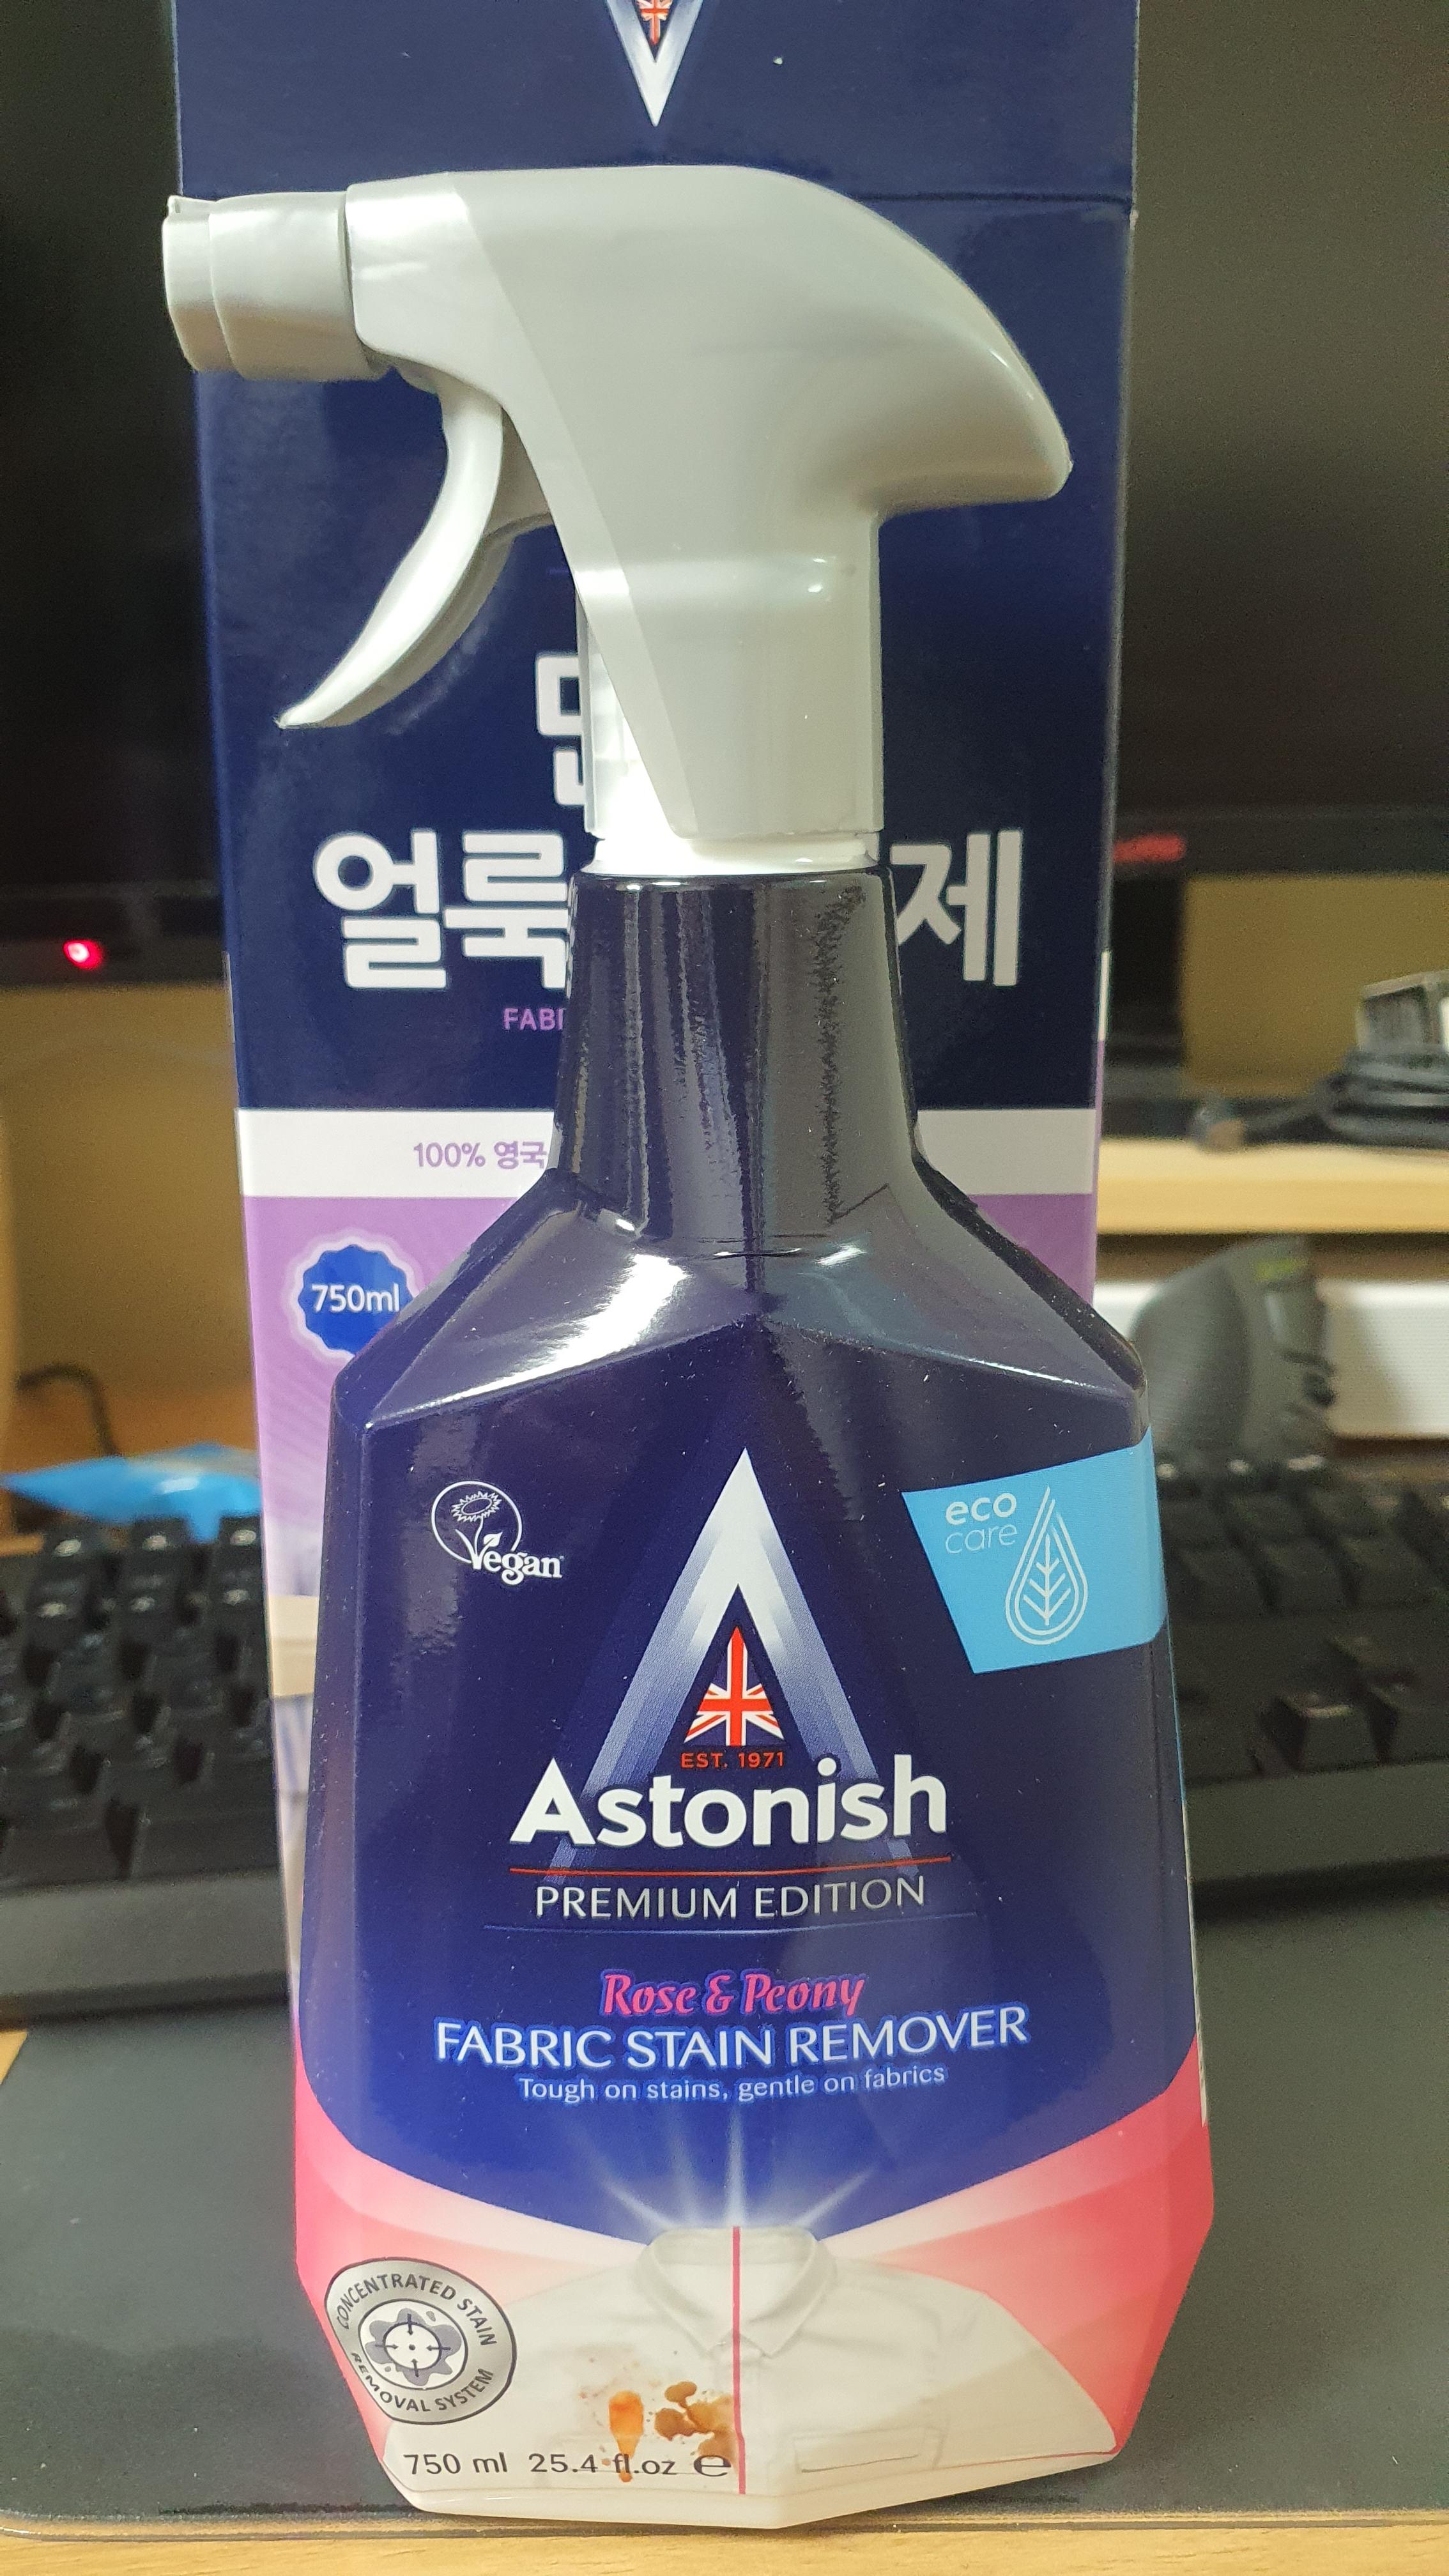 얼룩 제
FABR
100% 영국
750ml
Vegan
eco
care
EST. 1971
Astonish
PREMIUM EDITION
Rose & Peony
FABRIC STAIN REMOVER
Tough on stains, gentle on fabrics
CONCENTRATED STAIN
REMOVAL SYSTEM
750 ml 25.4 fl.oz e